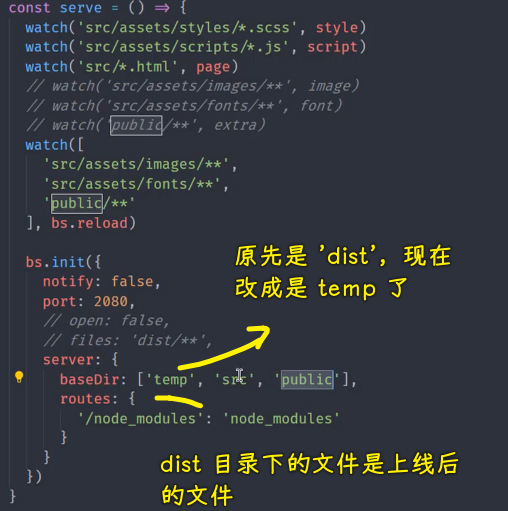 const serve = () => {
watch('src/assets/styles/*.scss', style)
watch('src/assets/scripts/*.js', script)
watch('src/*.html', page)
// watch('src/assets/images/**', image)
// watch('src/assets/fonts/**', font)
// watch('public/**', extra)
watch([
'src/assets/images/**',
'src/assets/fonts/**',
'public/**'
], bs.reload)
原先是 'dist', 现在
改成是 temp 了
bs.init({
notify: false,
port: 2080,
// open: false,
// files: 'dist/**',
server: {
baseDir: ['temp', 'src', 'public'],
routes: {
'/node_modules': 'node_modules'
}
}
})
}
dist 目录下的文件是上线后
的文件